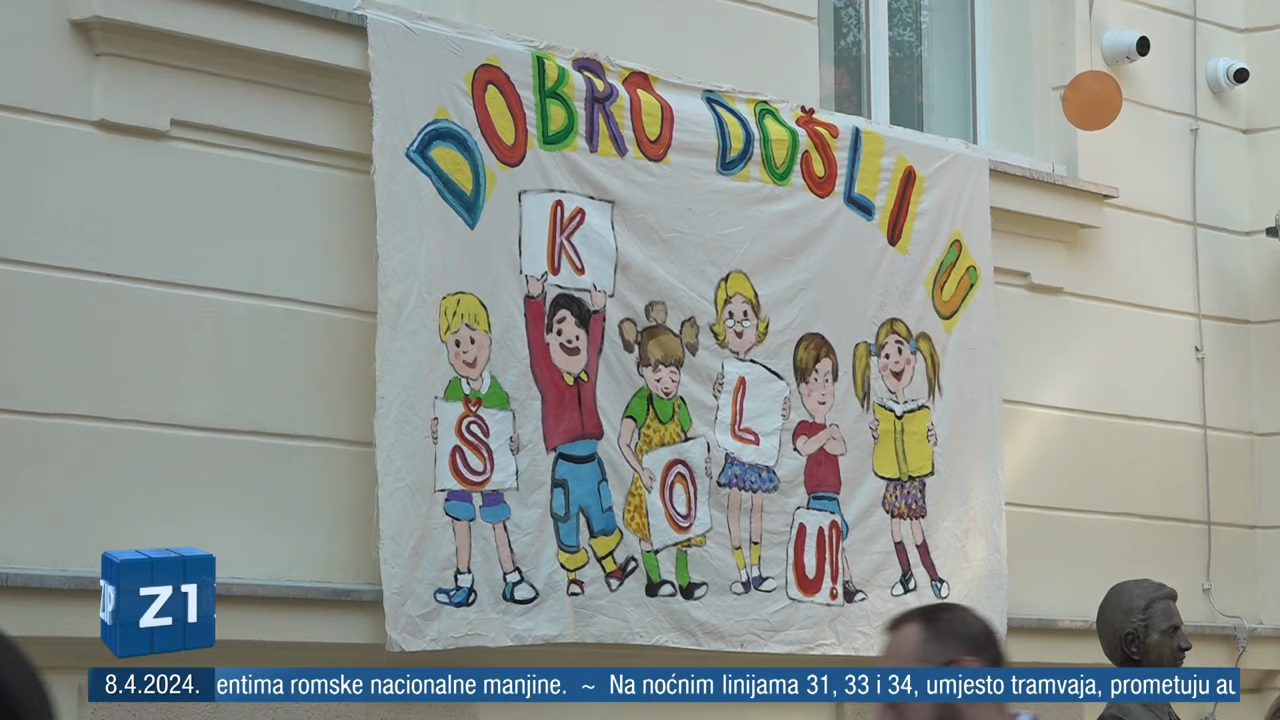 DOBRO DOŠLI U
ŠKOLU!
Z1
8.4.2024. entima romske nacionalne manjine. ~ Na noćnim linijama 31, 33 i 34, umjesto tramvaja, prometuju